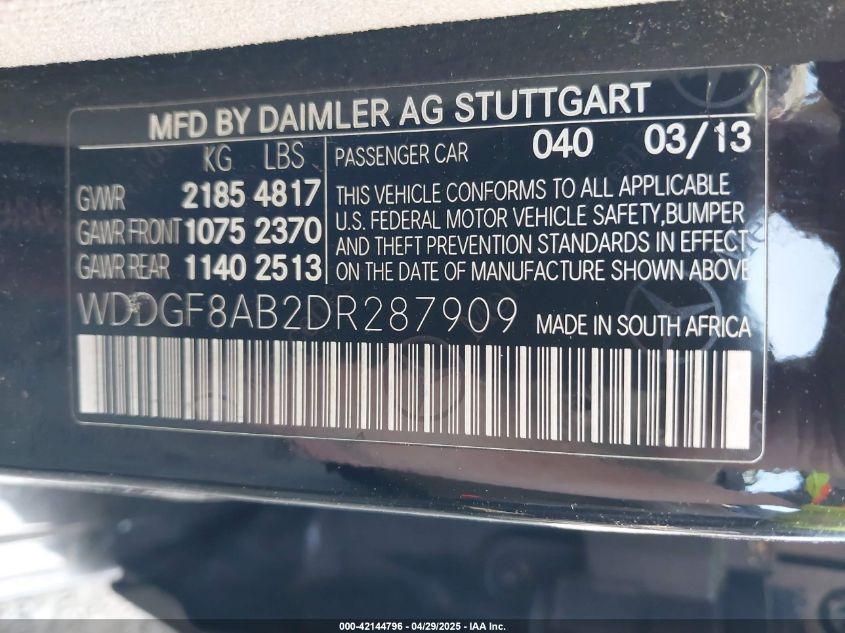 MFD BY DAIMLER AG STUTTGART
KG LBS
GVWR 2185 4817
GAWR FRONT 1075 2370
GAWR REAR 1140 2513
PASSENGER CAR 040 03/13
THIS VEHICLE CONFORMS TO ALL APPLICABLE
U.S. FEDERAL MOTOR VEHICLE SAFETY,BUMPER
AND THEFT PREVENTION STANDARDS IN EFFECT
ON THE DATE OF MANUFACTURE SHOWN ABOVE
WDDGF8AB2DR287909 MADE IN SOUTH AFRICA
000-42144796 - 04/29/2025 - IAA Inc.